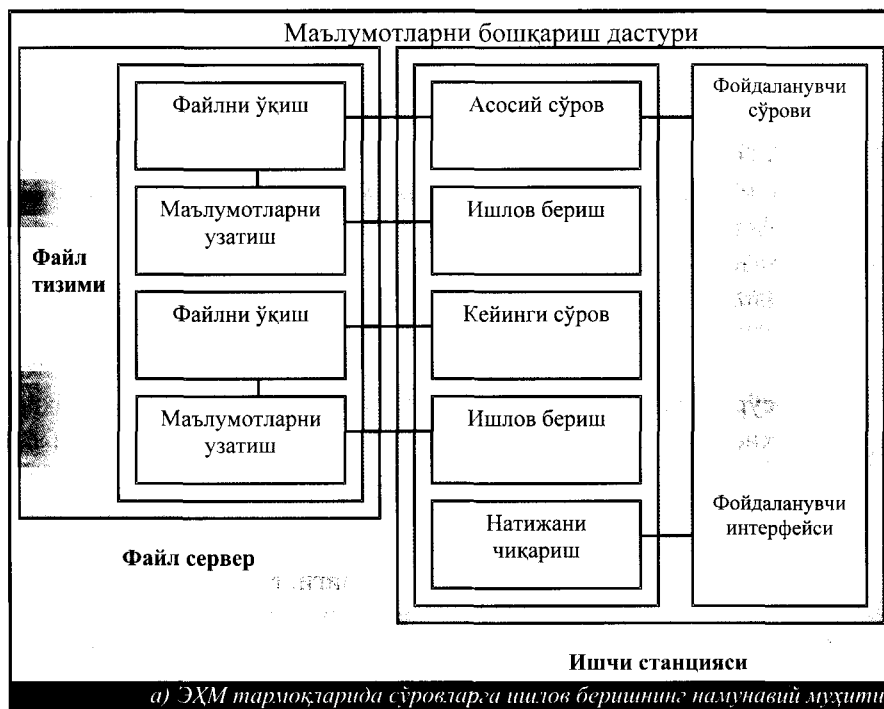 Маълумотларни бошқариш дастури
Файлни ўқиш
Асосий сўров
Фойдаланувчи
сўрови
Маълумотларни
узатиш
Ишлов бериш
Файл
тизими
Файлни ўқиш
Кейинги сўров
Маълумотларни
узатиш
Ишлов бериш
Натижани
чиқариш
Фойдаланувчи
интерфейси
Файл сервер
Ишчи станцияси
а) ЭҲМ тармоқларида сўровларга ишлов беришнинг намунавий муҳити